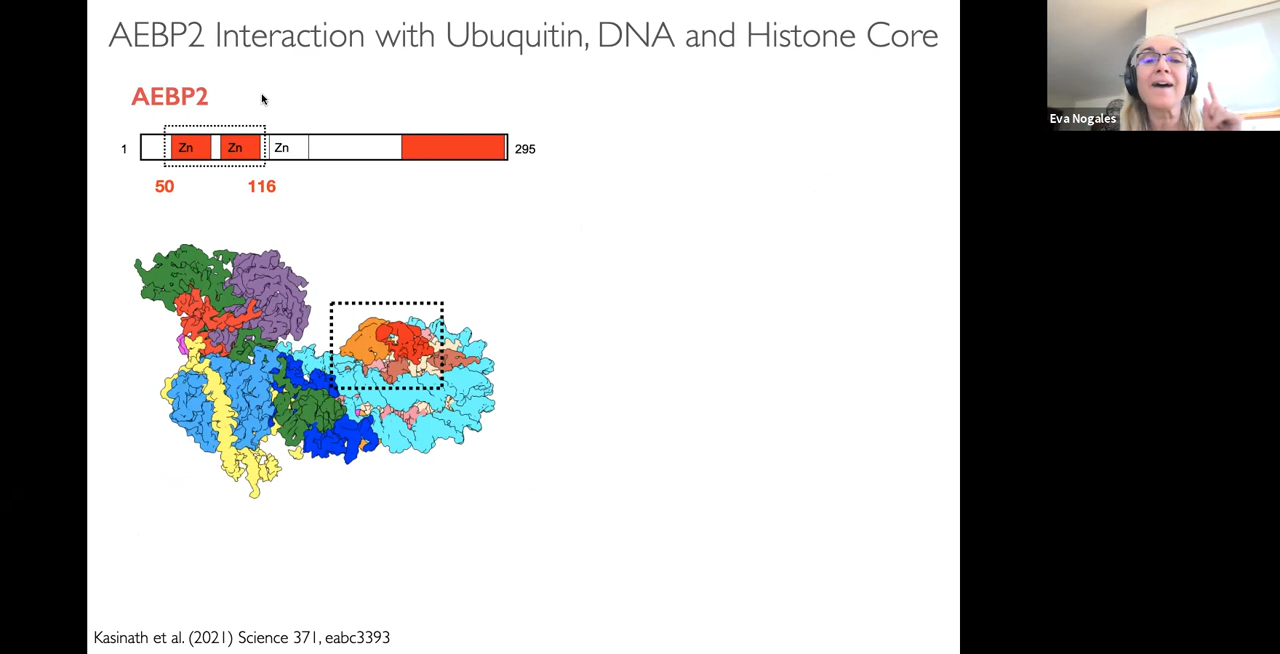 AEBP2 Interaction with Ubuquitin, DNA and Histone Core
AEBP2
1 Zn Zn Zn 295
50 116
Eva Nogales
Kasinath et al. (2021) Science 371, eabc3393